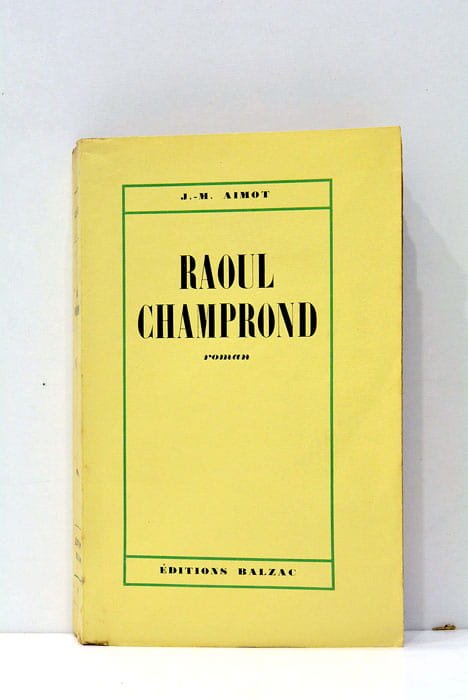 J.-M. AIMOT
RAOUL
CHAMPROND
roman
ÉDITIONS BALZAC